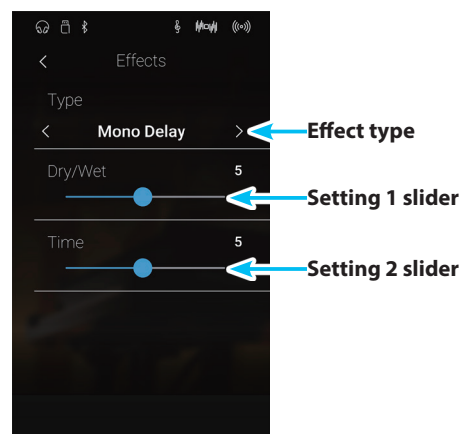 Effects
Type
Mono Delay
Effect type
Dry/Wet 5
Setting 1 slider
Time 5
Setting 2 slider